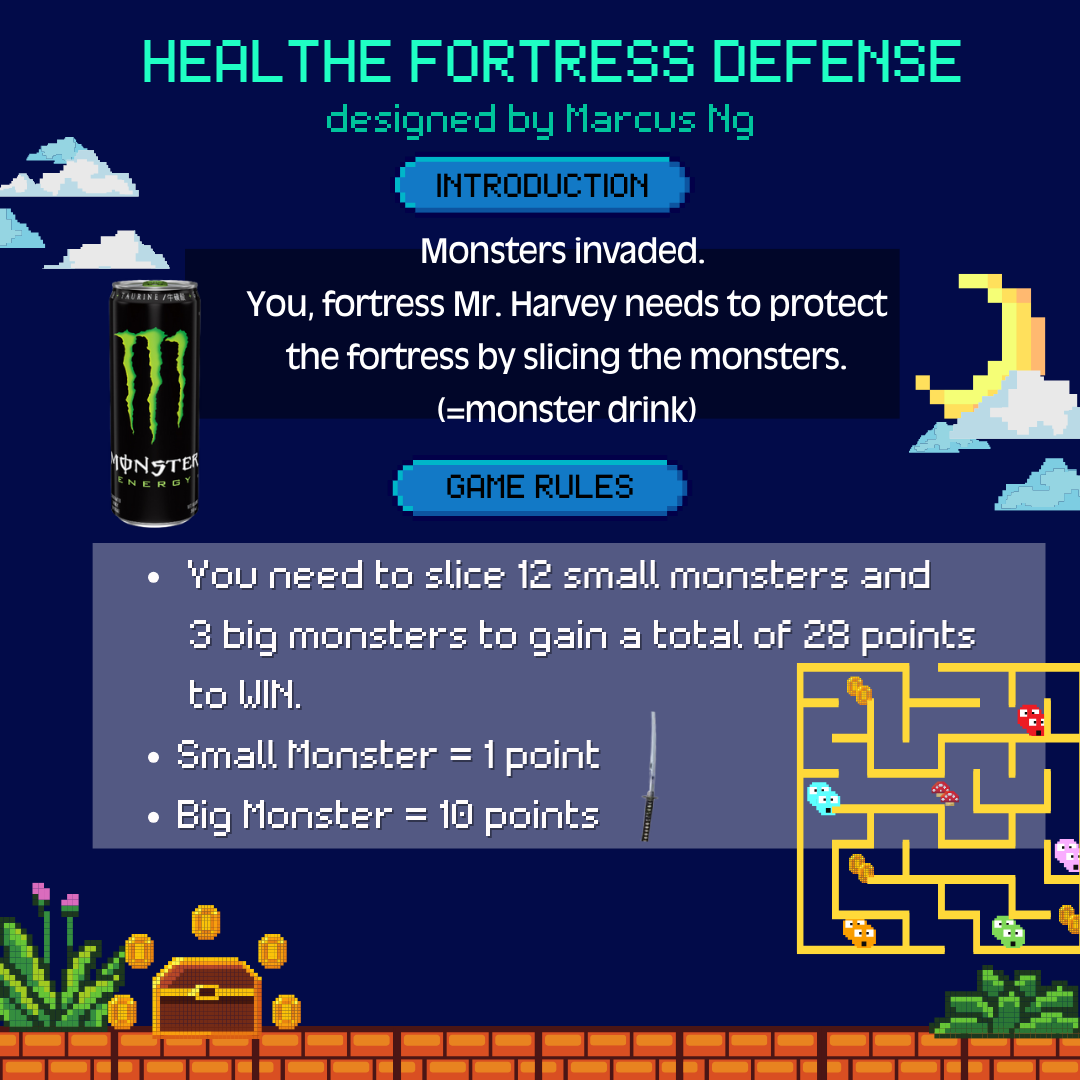 HEALTHE FORTRESS DEFENSE
designed by Marcus Ng
INTRODUCTION
Monsters invaded.
You, fortress Mr. Harvey needs to protect
the fortress by slicing the monsters.
(=monster drink)
TAURINE /牛磺酸
MONSTER
ENERGY
GAME RULES
• You need to slice 12 small monsters and
3 big monsters to gain a total of 28 points
to WIN.
• Small Monster = 1 point
• Big Monster = 10 points